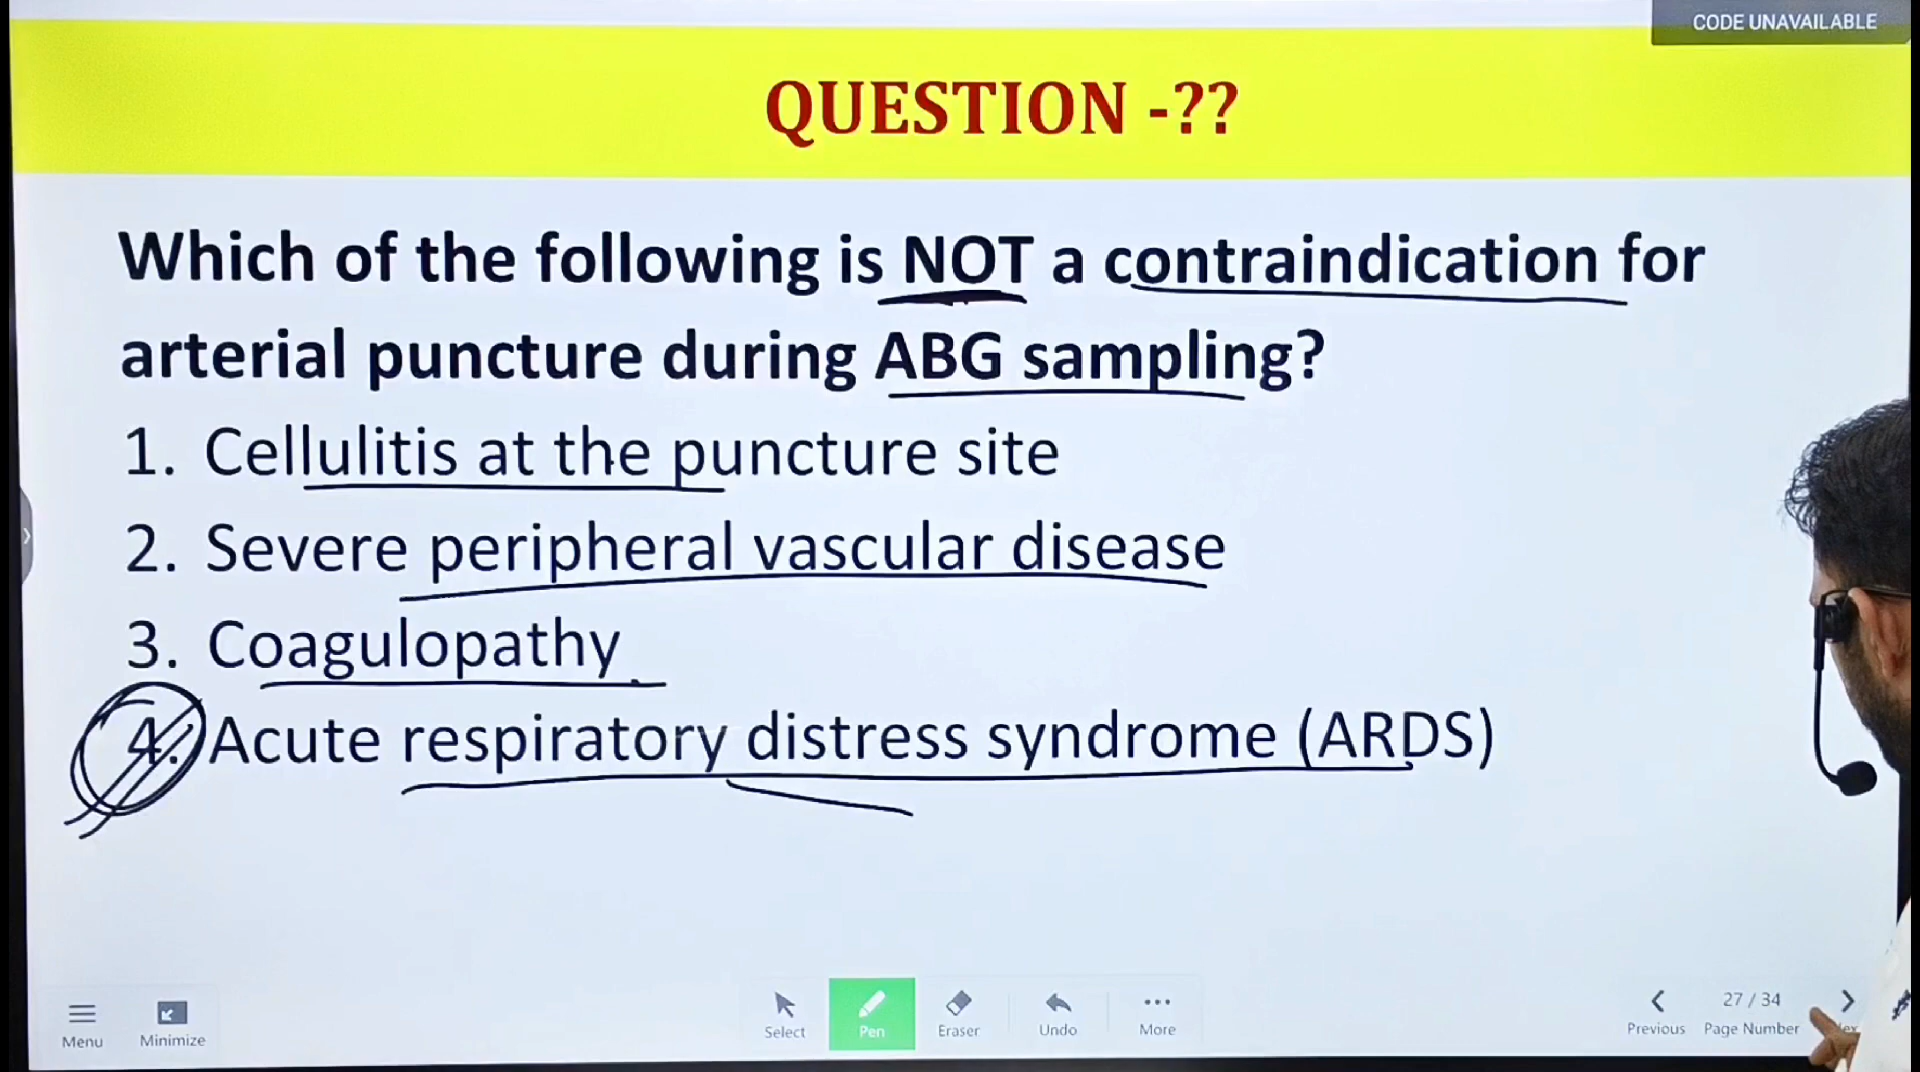 CODE UNAVAILABLE
QUESTION -??
Which of the following is NOT a contraindication for
arterial puncture during ABG sampling?
1. Cellulitis at the puncture site
2. Severe peripheral vascular disease
3. Coagulopathy
4. Acute respiratory distress syndrome (ARDS)
Menu
Minimize
Select
Pen
Eraser
Undo
More
Previous
27 / 34
Page Number